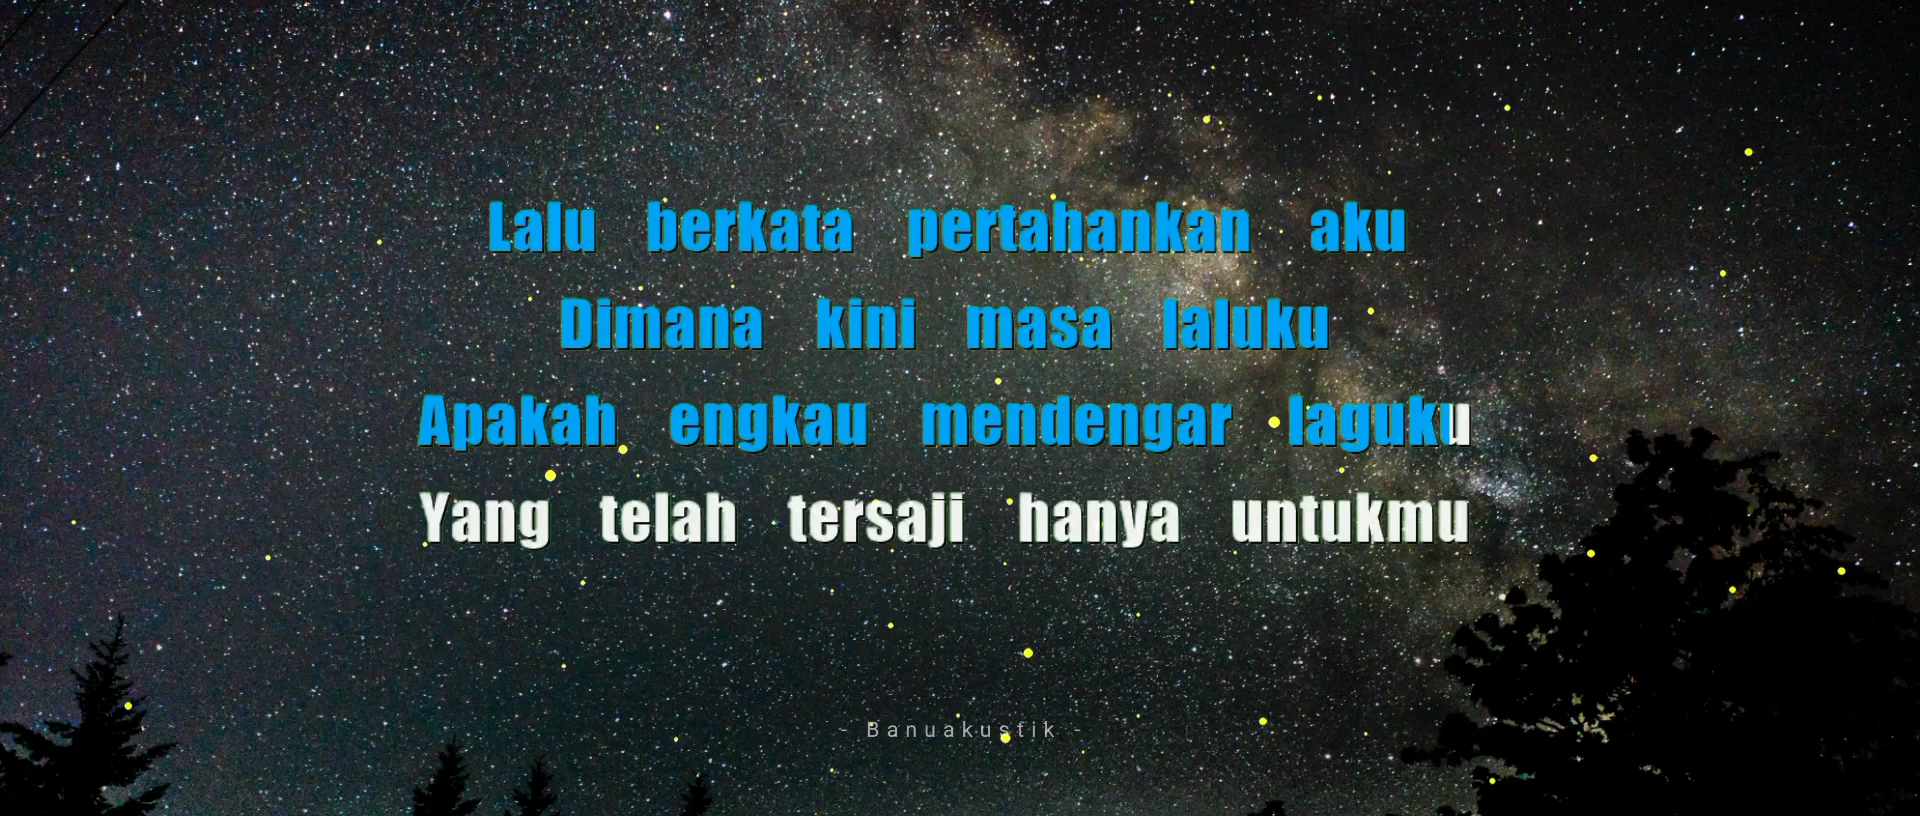 Lalu berkata pertahankan aku
Dimana kini masa laluku
Apakah engkau mendengar laguku
Yang telah tersaji hanya untukmu
- Banuakustik -